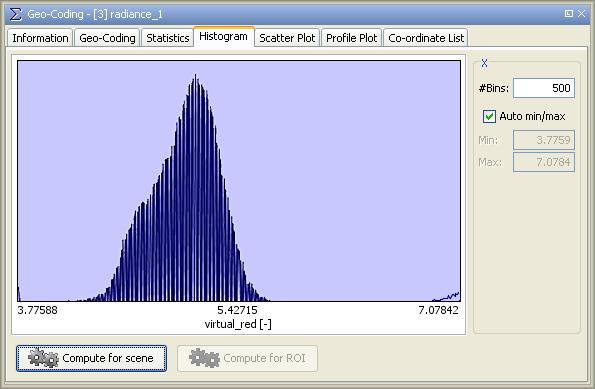 Geo-Coding - [3] radiance_1
Information Geo-Coding Statistics Histogram Scatter Plot Profile Plot Co-ordinate List
X
#Bins: 500
Auto min/max
Min: 3.7759
Max: 7.0784
3.77588 5.42715 7.07842
virtual_red [-]
Compute for scene Compute for ROI